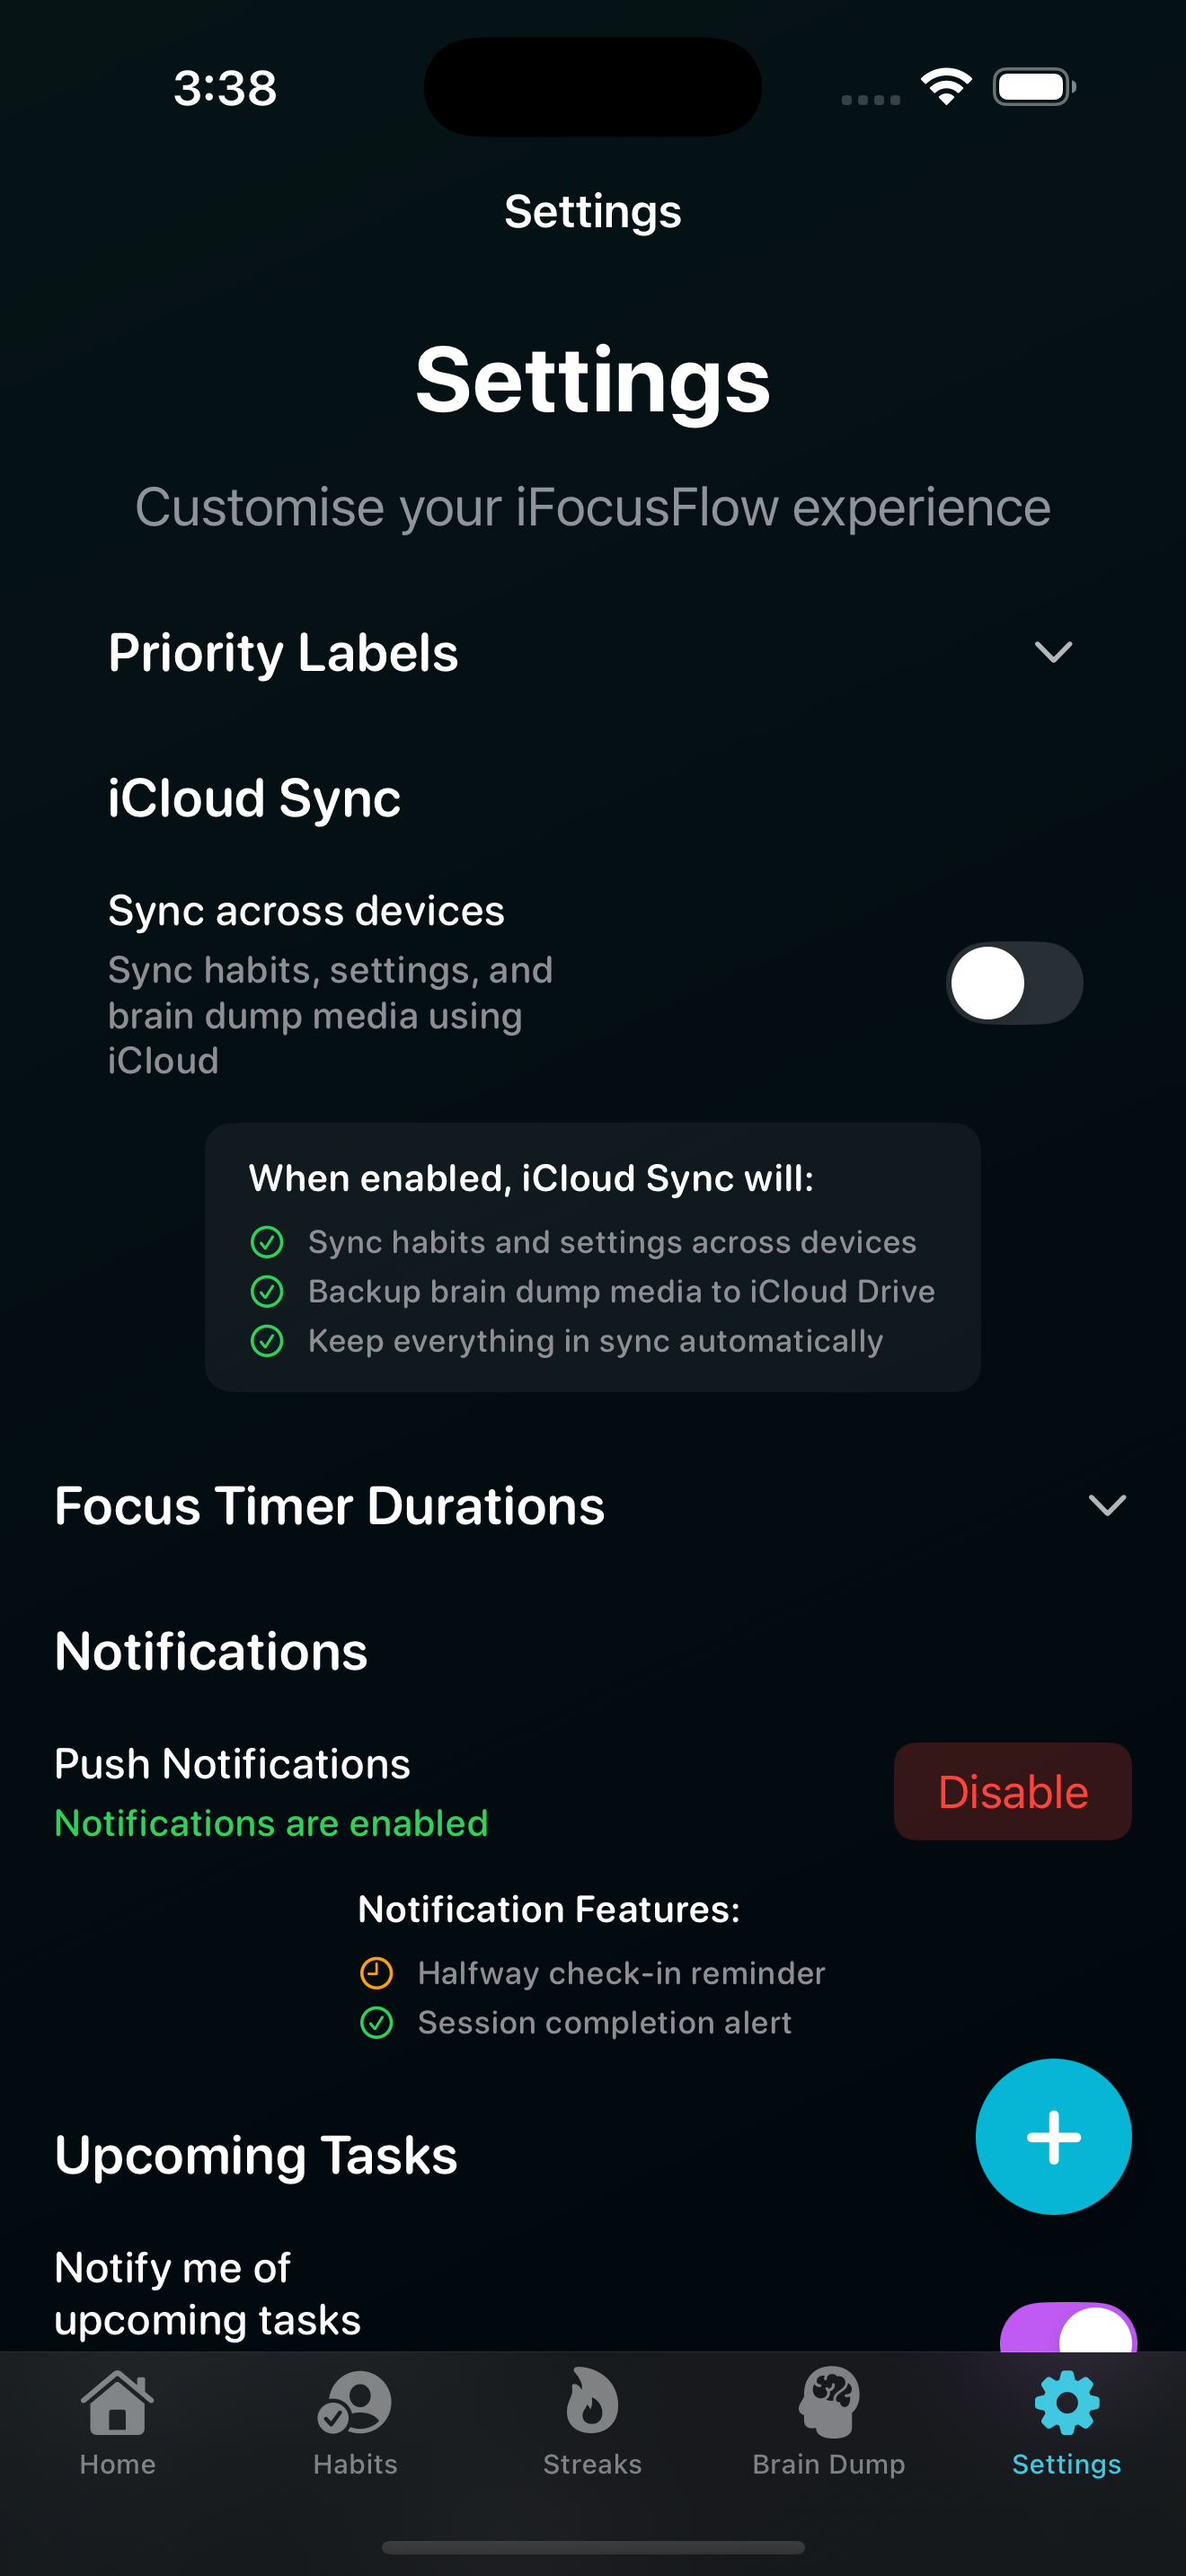 3:38
Settings
Settings
Customise your iFocusFlow experience
Priority Labels
iCloud Sync
Sync across devices
Sync habits, settings, and
brain dump media using
iCloud
When enabled, iCloud Sync will:
Sync habits and settings across devices
Backup brain dump media to iCloud Drive
Keep everything in sync automatically
Focus Timer Durations
Notifications
Push Notifications
Notifications are enabled
Disable
Notification Features:
Halfway check-in reminder
Session completion alert
Upcoming Tasks
Notify me of
upcoming tasks
Home
Habits
Streaks
Brain Dump
Settings